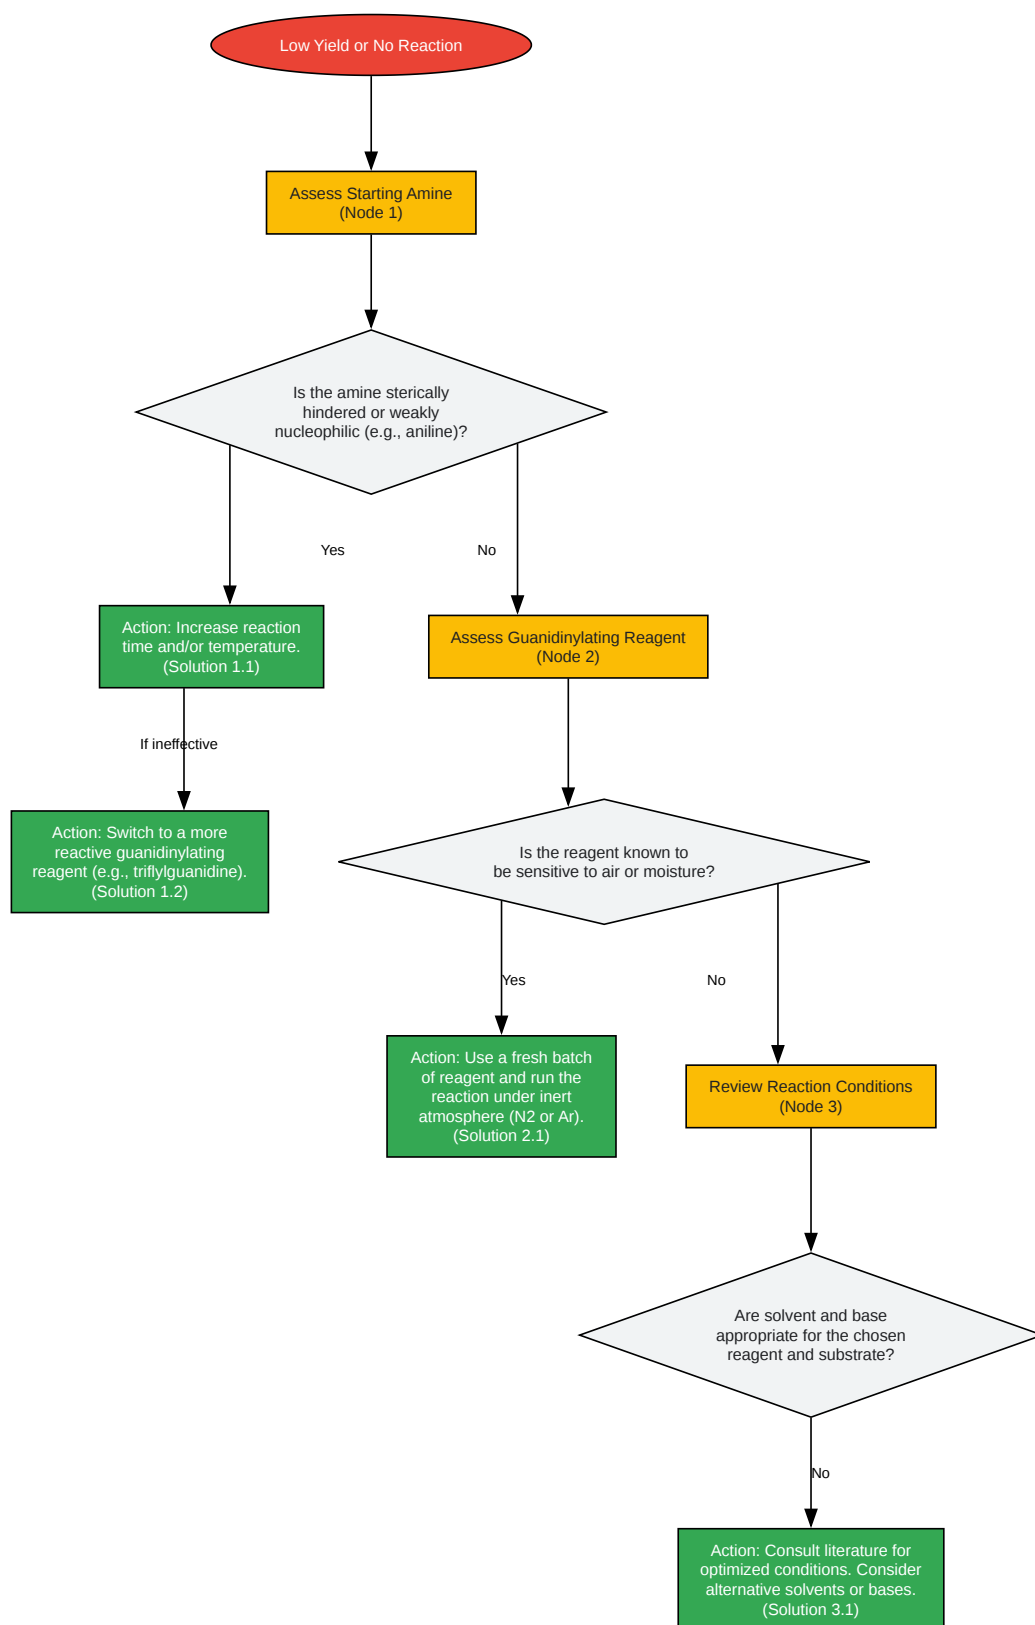 Low Yield or No Reaction
Assess Starting Amine
(Node 1)
Is the amine sterically
hindered or weakly
nucleophilic (e.g., aniline)?
Yes
No
Action: Increase reaction
time and/or temperature.
(Solution 1.1)
Assess Guanidinylating Reagent
(Node 2)
If ineffective
Action: Switch to a more
reactive guanidinylating
reagent (e.g., triflylguanidine).
(Solution 1.2)
Is the reagent known to
be sensitive to air or moisture?
Yes
No
Action: Use a fresh batch
of reagent and run the
reaction under inert
atmosphere (N2 or Ar).
(Solution 2.1)
Review Reaction Conditions
(Node 3)
Are solvent and base
appropriate for the chosen
reagent and substrate?
No
Action: Consult literature for
optimized conditions. Consider
alternative solvents or bases.
(Solution 3.1)